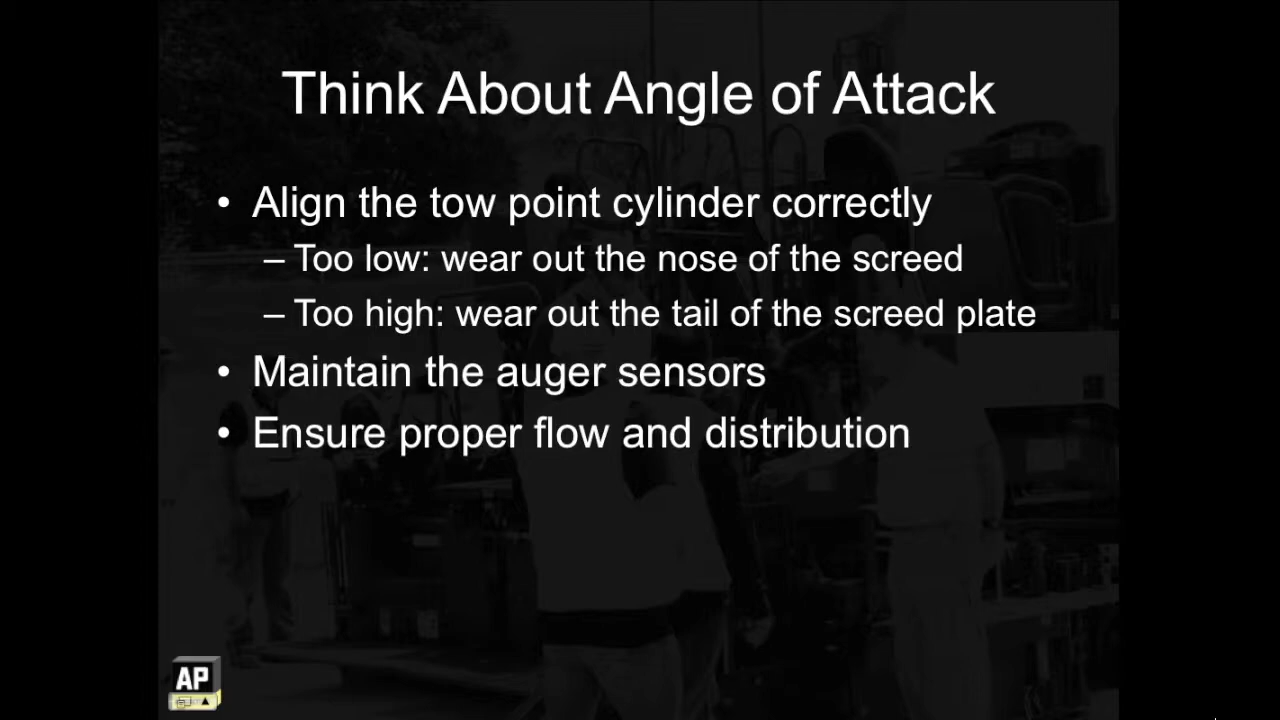 Think About Angle of Attack
• Align the tow point cylinder correctly
– Too low: wear out the nose of the screed
– Too high: wear out the tail of the screed plate
• Maintain the auger sensors
• Ensure proper flow and distribution
AP